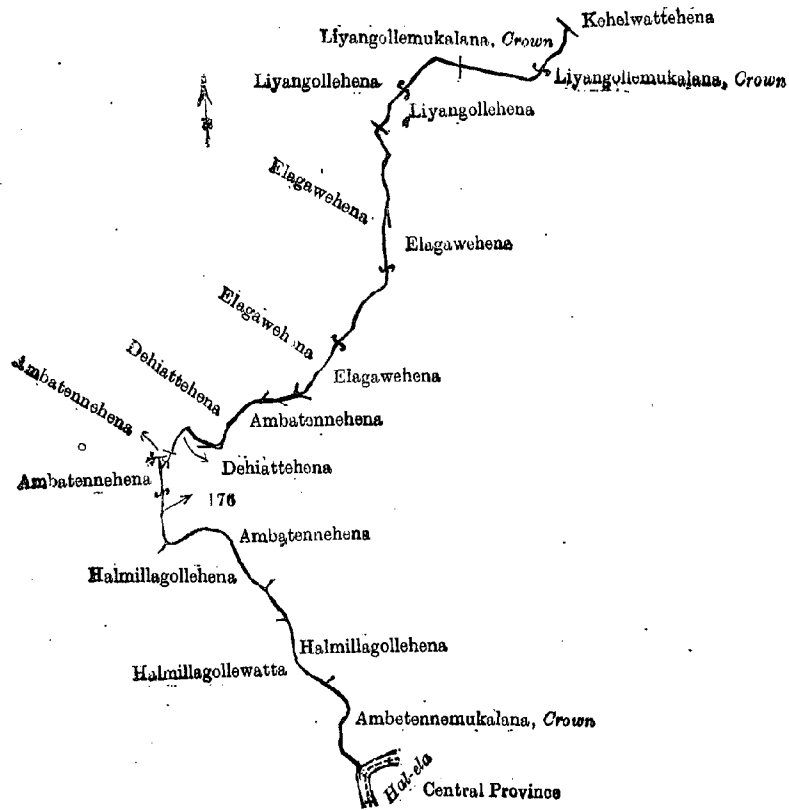 Kohelwattehena
Liyangollemukalana, Crown
Liyangollehena
Liyangollemukalana, Crown
Liyangollehena
Elagawehena
Elagawehena
Elagawehena
Dehiattehena
Ambatennehena
Elagawehena
Ambatennehena
Dehiattehena
Ambatennehena
176
Ambatennehena
Halmillagollehena
Halmillagollehena
Halmillagollewatta
Ambetennemukalana, Crown
Hal-ela
Central Province